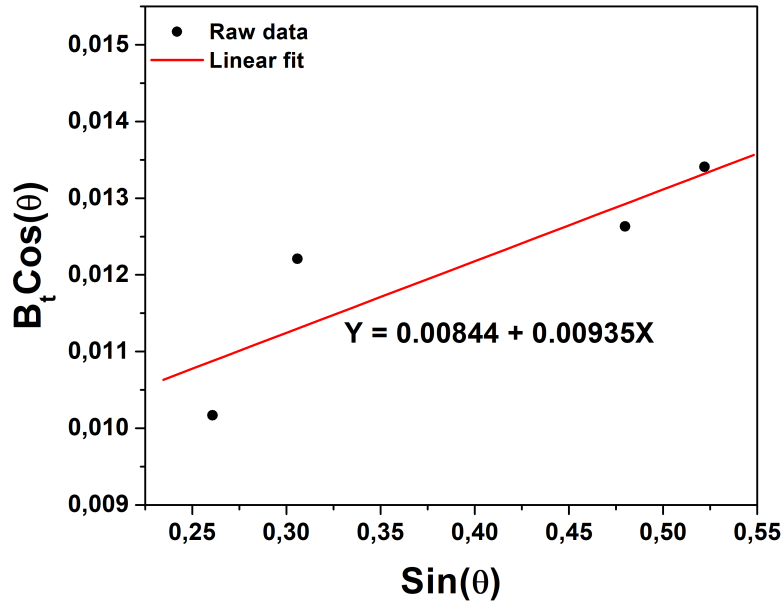 Raw data
Linear fit
0,015
0,014
0,013
0,012
0,011
0,010
0,009
BtCos(θ)
Y = 0.00844 + 0.00935X
0,25 0,30 0,35 0,40 0,45 0,50 0,55
Sin(θ)